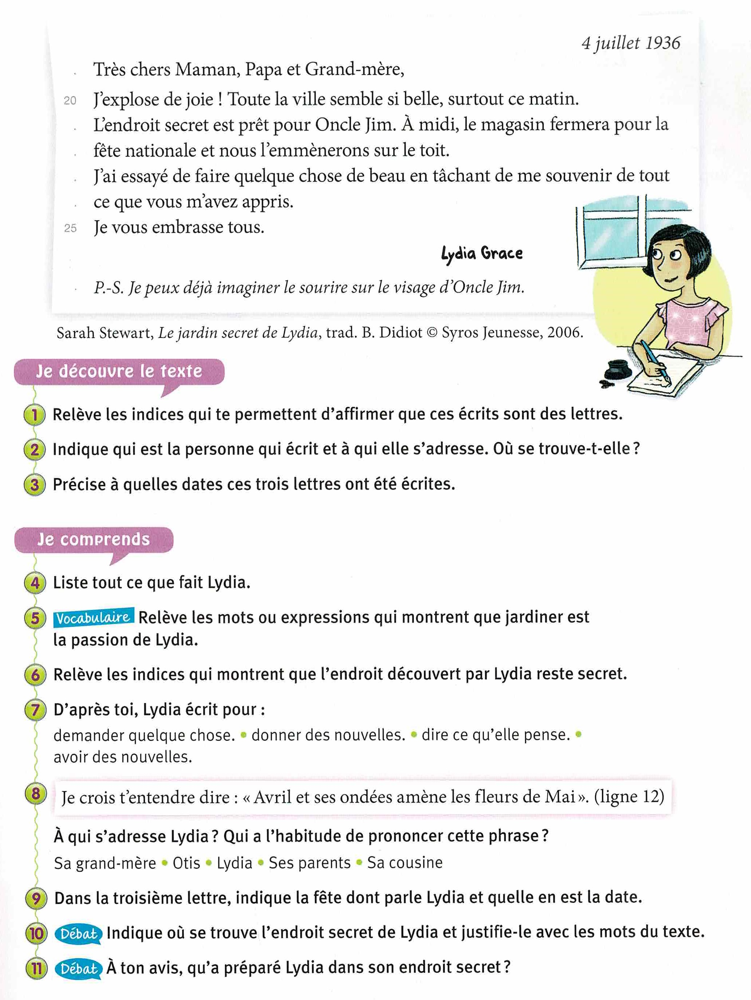 4 juillet 1936
Très chers Maman, Papa et Grand-mère,
20 J'explose de joie ! Toute la ville semble si belle, surtout ce matin.
L'endroit secret est prêt pour Oncle Jim. À midi, le magasin fermera pour la
fête nationale et nous l'emmènerons sur le toit.
J'ai essayé de faire quelque chose de beau en tâchant de me souvenir de tout
ce que vous m'avez appris.
25 Je vous embrasse tous.
Lydia Grace
P.-S. Je peux déjà imaginer le sourire sur le visage d'Oncle Jim.
Sarah Stewart, Le jardin secret de Lydia, trad. B. Didiot © Syros Jeunesse, 2006.
Je découvre le texte
1 Relève les indices qui te permettent d'affirmer que ces écrits sont des lettres.
2 Indique qui est la personne qui écrit et à qui elle s'adresse. Où se trouve-t-elle ?
3 Précise à quelles dates ces trois lettres ont été écrites.
Je comprends
4 Liste tout ce que fait Lydia.
5 Vocabulaire Relève les mots ou expressions qui montrent que jardiner est
la passion de Lydia.
6 Relève les indices qui montrent que l'endroit découvert par Lydia reste secret.
7 D'après toi, Lydia écrit pour :
demander quelque chose. • donner des nouvelles. • dire ce qu'elle pense. •
avoir des nouvelles.
8 Je crois t'entendre dire : « Avril et ses ondées amène les fleurs de Mai ». (ligne 12)
À qui s'adresse Lydia ? Qui a l'habitude de prononcer cette phrase ?
Sa grand-mère • Otis • Lydia • Ses parents • Sa cousine
9 Dans la troisième lettre, indique la fête dont parle Lydia et quelle en est la date.
10 Débat Indique où se trouve l'endroit secret de Lydia et justifie-le avec les mots du texte.
11 Débat À ton avis, qu'a préparé Lydia dans son endroit secret ?